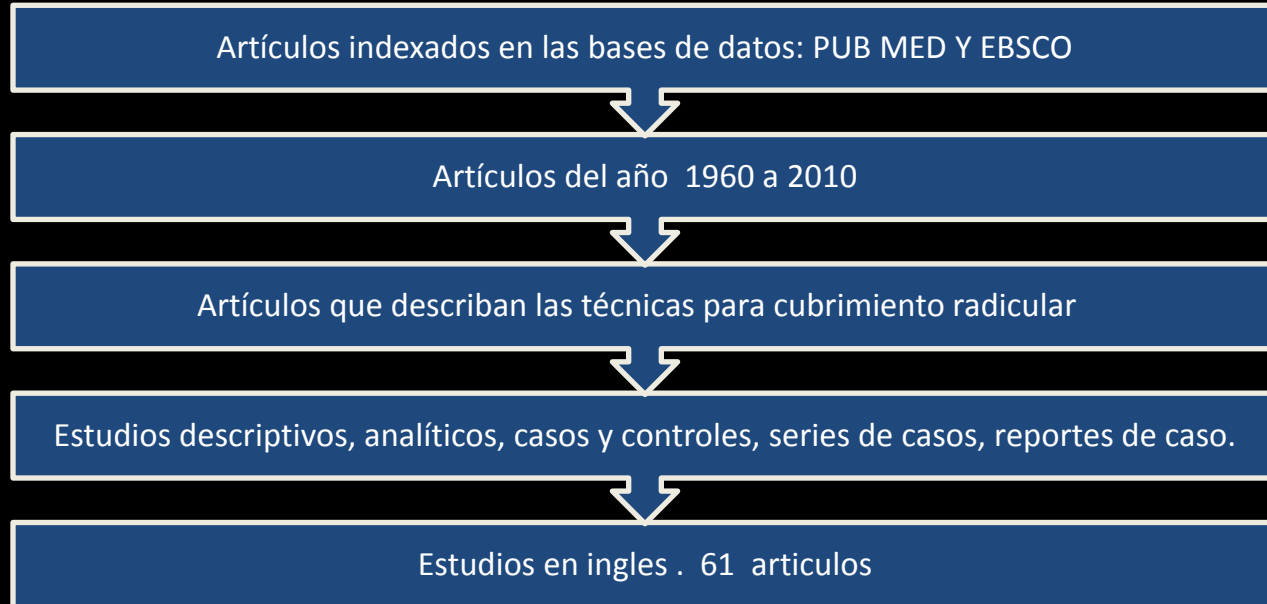 Artículos indexados en las bases de datos: PUB MED Y EBSCO
Artículos del año 1960 a 2010
Artículos que describan las técnicas para cubrimiento radicular
Estudios descriptivos, analíticos, casos y controles, series de casos, reportes de caso.
Estudios en ingles . 61 articulos